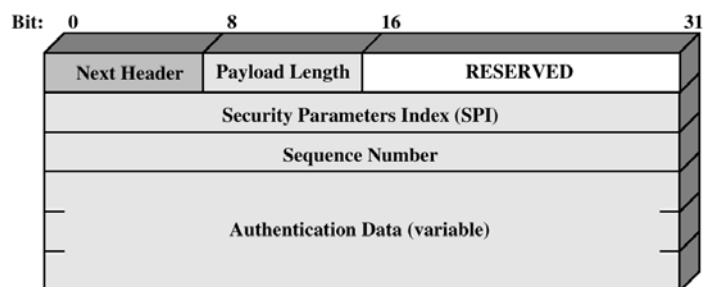 Bit: 0 8 16 31
Next Header Payload Length RESERVED
Security Parameters Index (SPI)
Sequence Number
Authentication Data (variable)